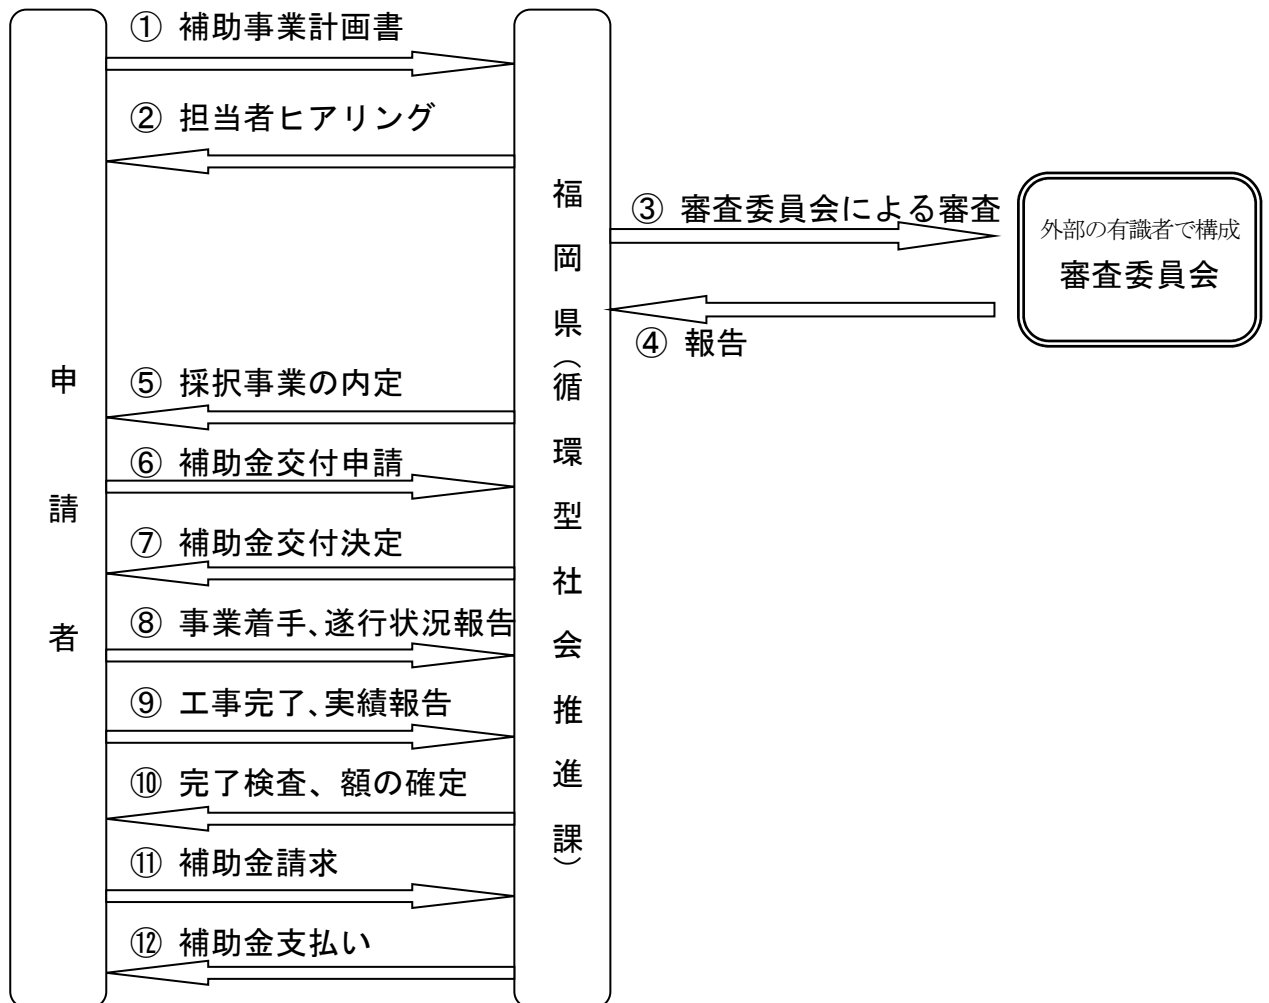 ① 補助事業計画書
② 担当者ヒアリング
③ 審査委員会による審査
外部の有識者で構成
審査委員会
④ 報告
⑤ 採択事業の内定
⑥ 補助金交付申請
⑦ 補助金交付決定
⑧ 事業着手、遂行状況報告
⑨ 工事完了、実績報告
⑩ 完了検査、額の確定
⑪ 補助金請求
⑫ 補助金支払い
申請者
福岡県(循環型社会推進課)